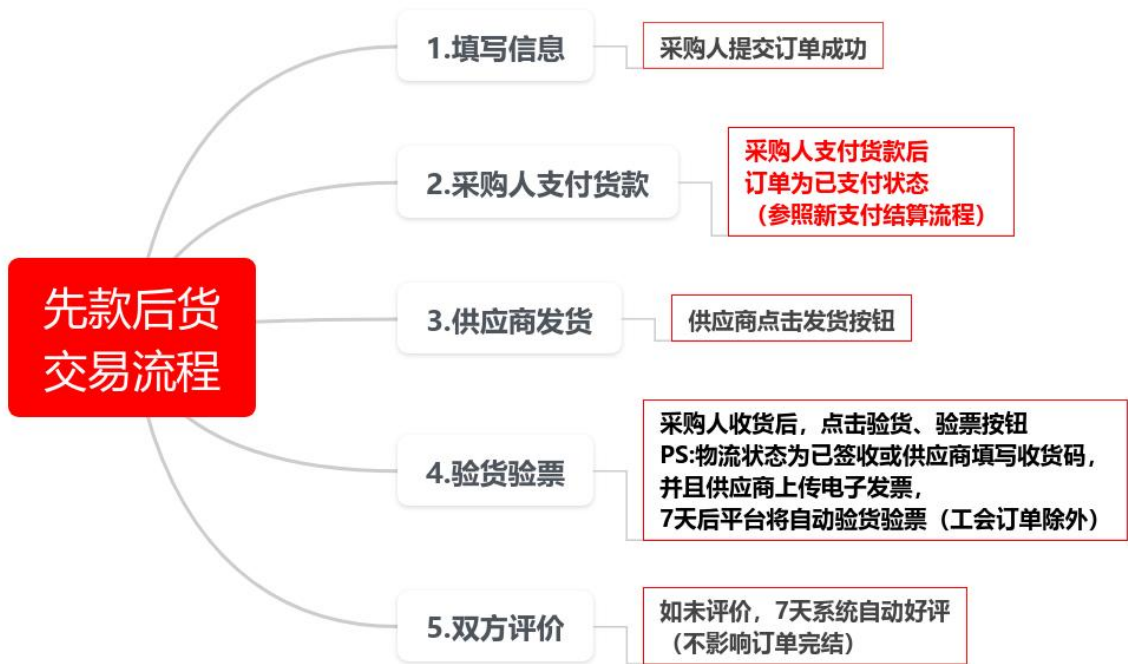 先款后货
交易流程
1.填写信息
采购人提交订单成功
2.采购人支付货款
采购人支付货款后
订单为已支付状态
（参照新支付结算流程）
3.供应商发货
供应商点击发货按钮
4.验货验票
采购人收货后，点击验货、验票按钮
PS:物流状态为已签收或供应商填写收货码，
并且供应商上传电子发票，
7天后平台将自动验货验票（工会订单除外）
5.双方评价
如未评价，7天系统自动好评
（不影响订单完结）